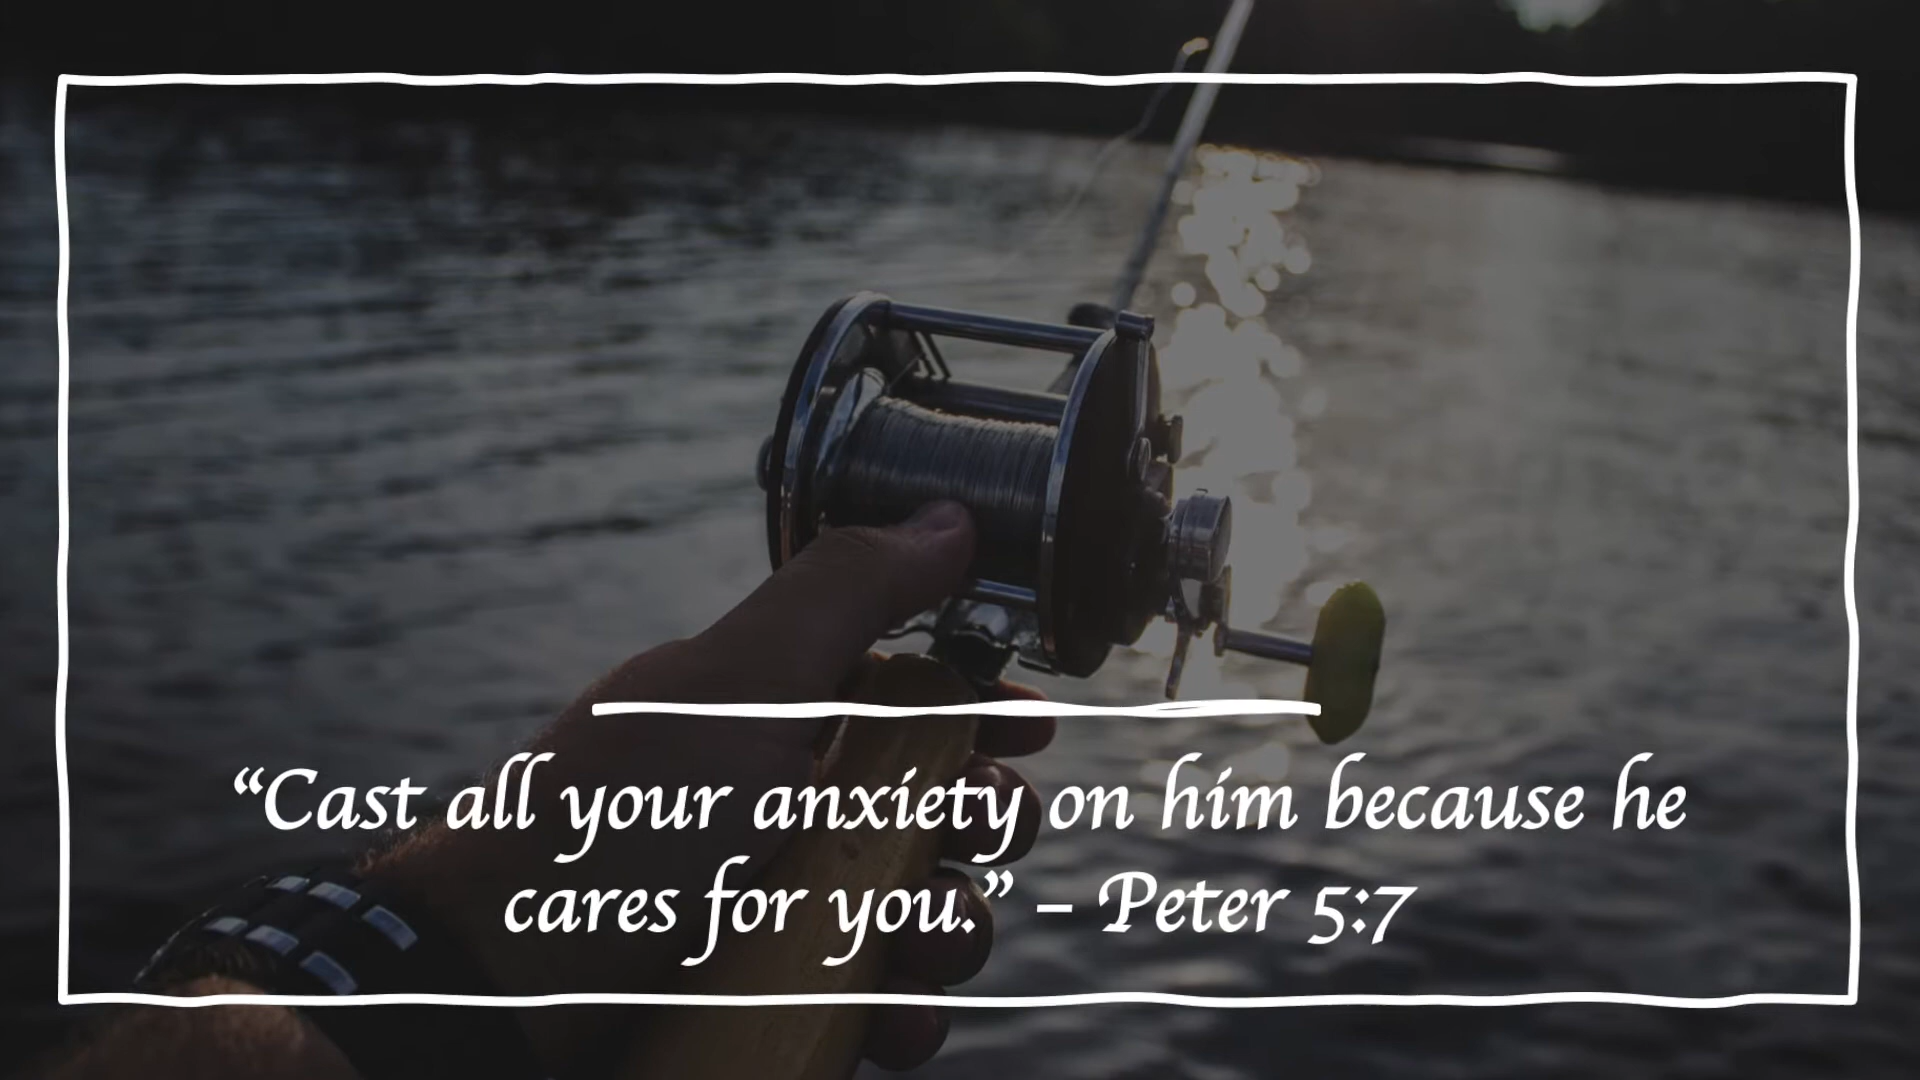 “Cast all your anxiety on him because he
cares for you.” – Peter 5:7